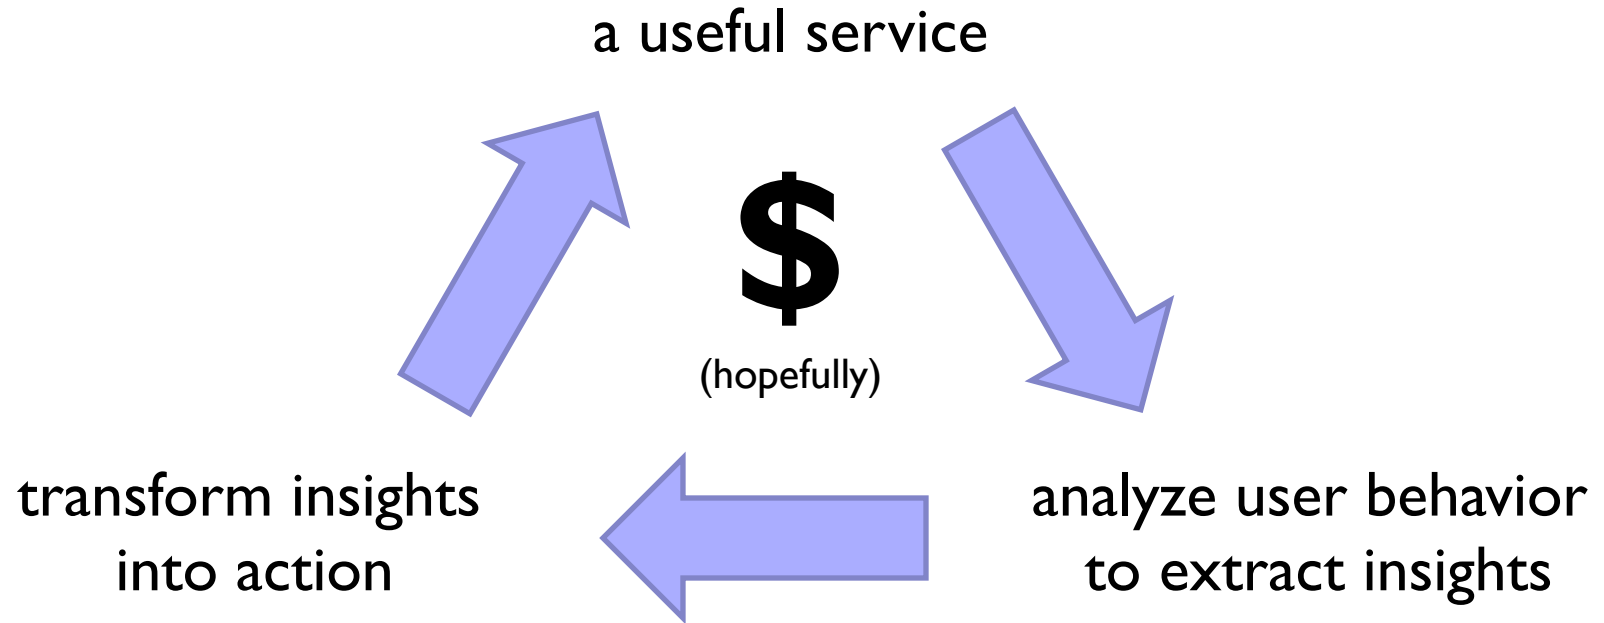 a useful service
$
(hopefully)
transform insights
into action
analyze user behavior
to extract insights